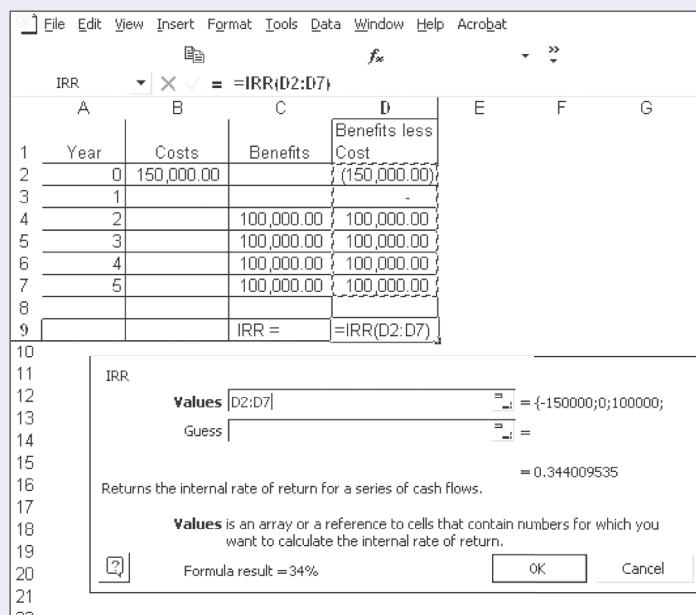 File Edit View Insert Format Tools Data Window Help Acrobat
fx »
IRR = =IRR(D2:D7)
A B C D E F G
Benefits less
1 Year Costs Benefits Cost
2 0 150,000.00 (150,000.00)
3 1 -
4 2 100,000.00 100,000.00
5 3 100,000.00 100,000.00
6 4 100,000.00 100,000.00
7 5 100,000.00 100,000.00
8
9 IRR = =IRR(D2:D7)
10
11 IRR
12 Values D2:D7 = {-150000;0;100000;
13
14 Guess =
15 = 0.344009535
16 Returns the internal rate of return for a series of cash flows.
17
18 Values is an array or a reference to cells that contain numbers for which you
19 want to calculate the internal rate of return.
20 ? Formula result =34% OK Cancel
21